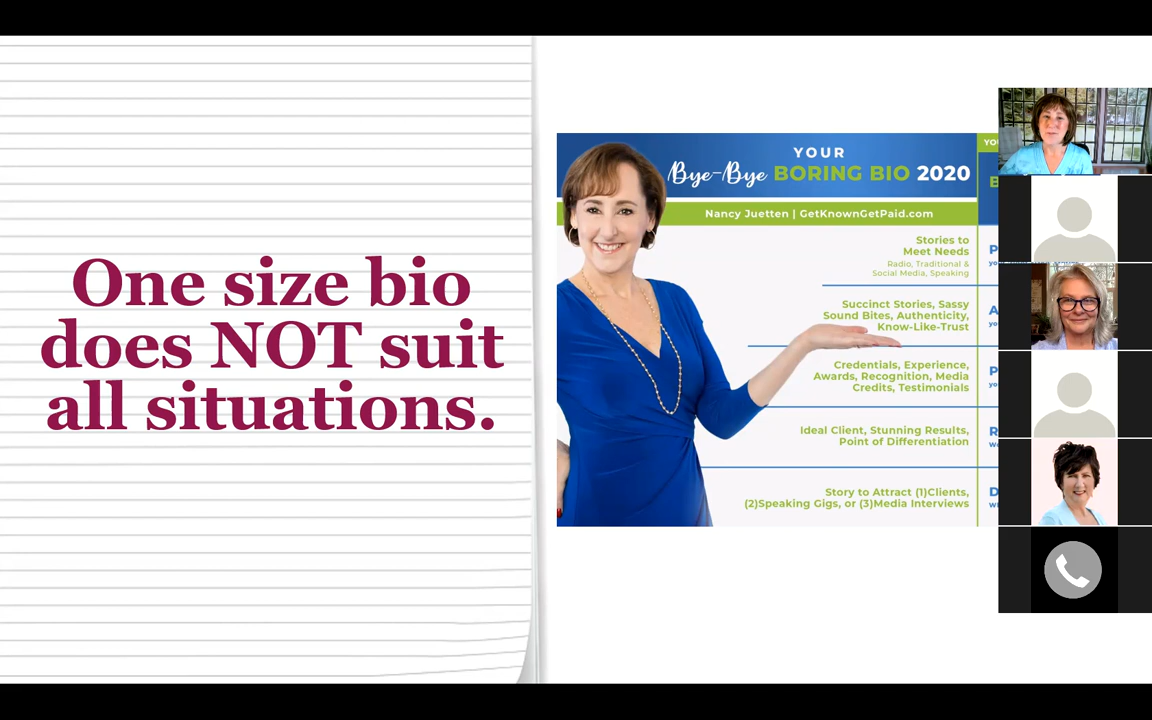 One size bio
does NOT suit
all situations.
YOUR
Bye-Bye BORING BIO 2020
Nancy Juetten | GetKnownGetPaid.com
Stories to
Meet Needs
Radio, Traditional &
Social Media, Speaking
Succinct Stories, Sassy
Sound Bites, Authenticity,
Know-Like-Trust
Credentials, Experience,
Awards, Recognition, Media
Credits, Testimonials
Ideal Client, Stunning Results,
Point of Differentiation
Story to Attract (1)Clients,
(2)Speaking Gigs, or (3)Media Interviews